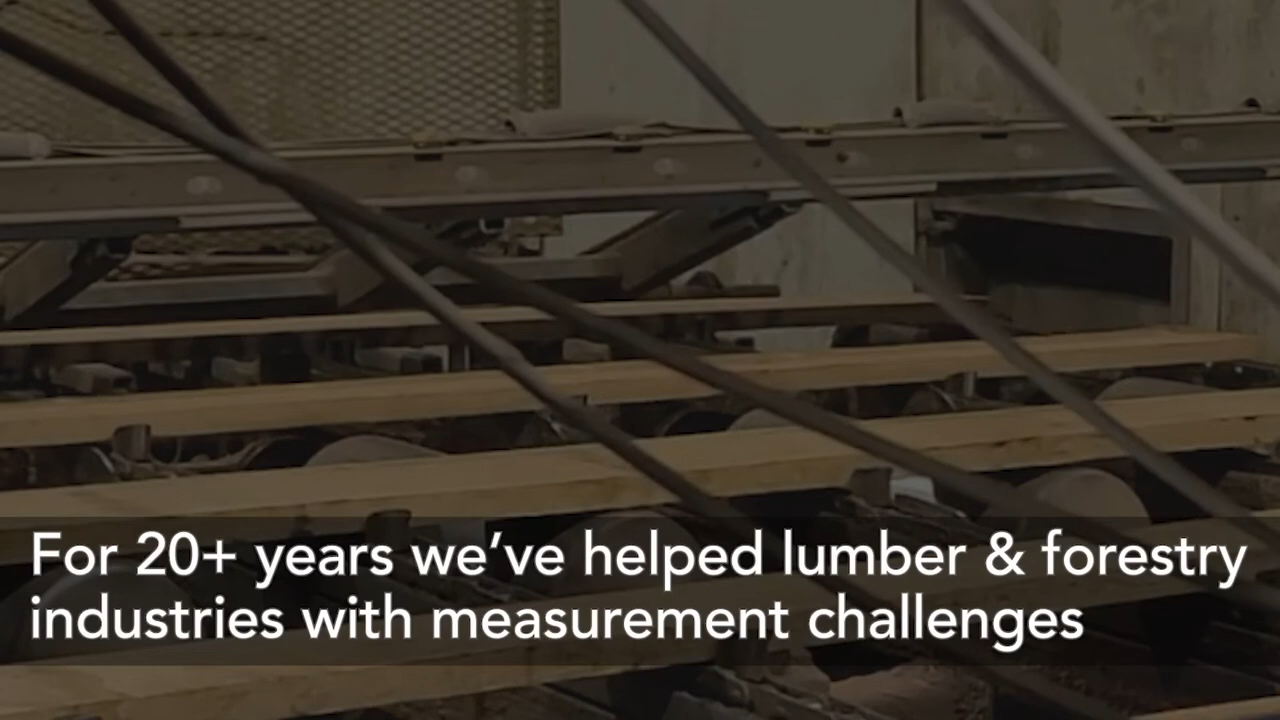 For 20+ years we’ve helped lumber & forestry
industries with measurement challenges